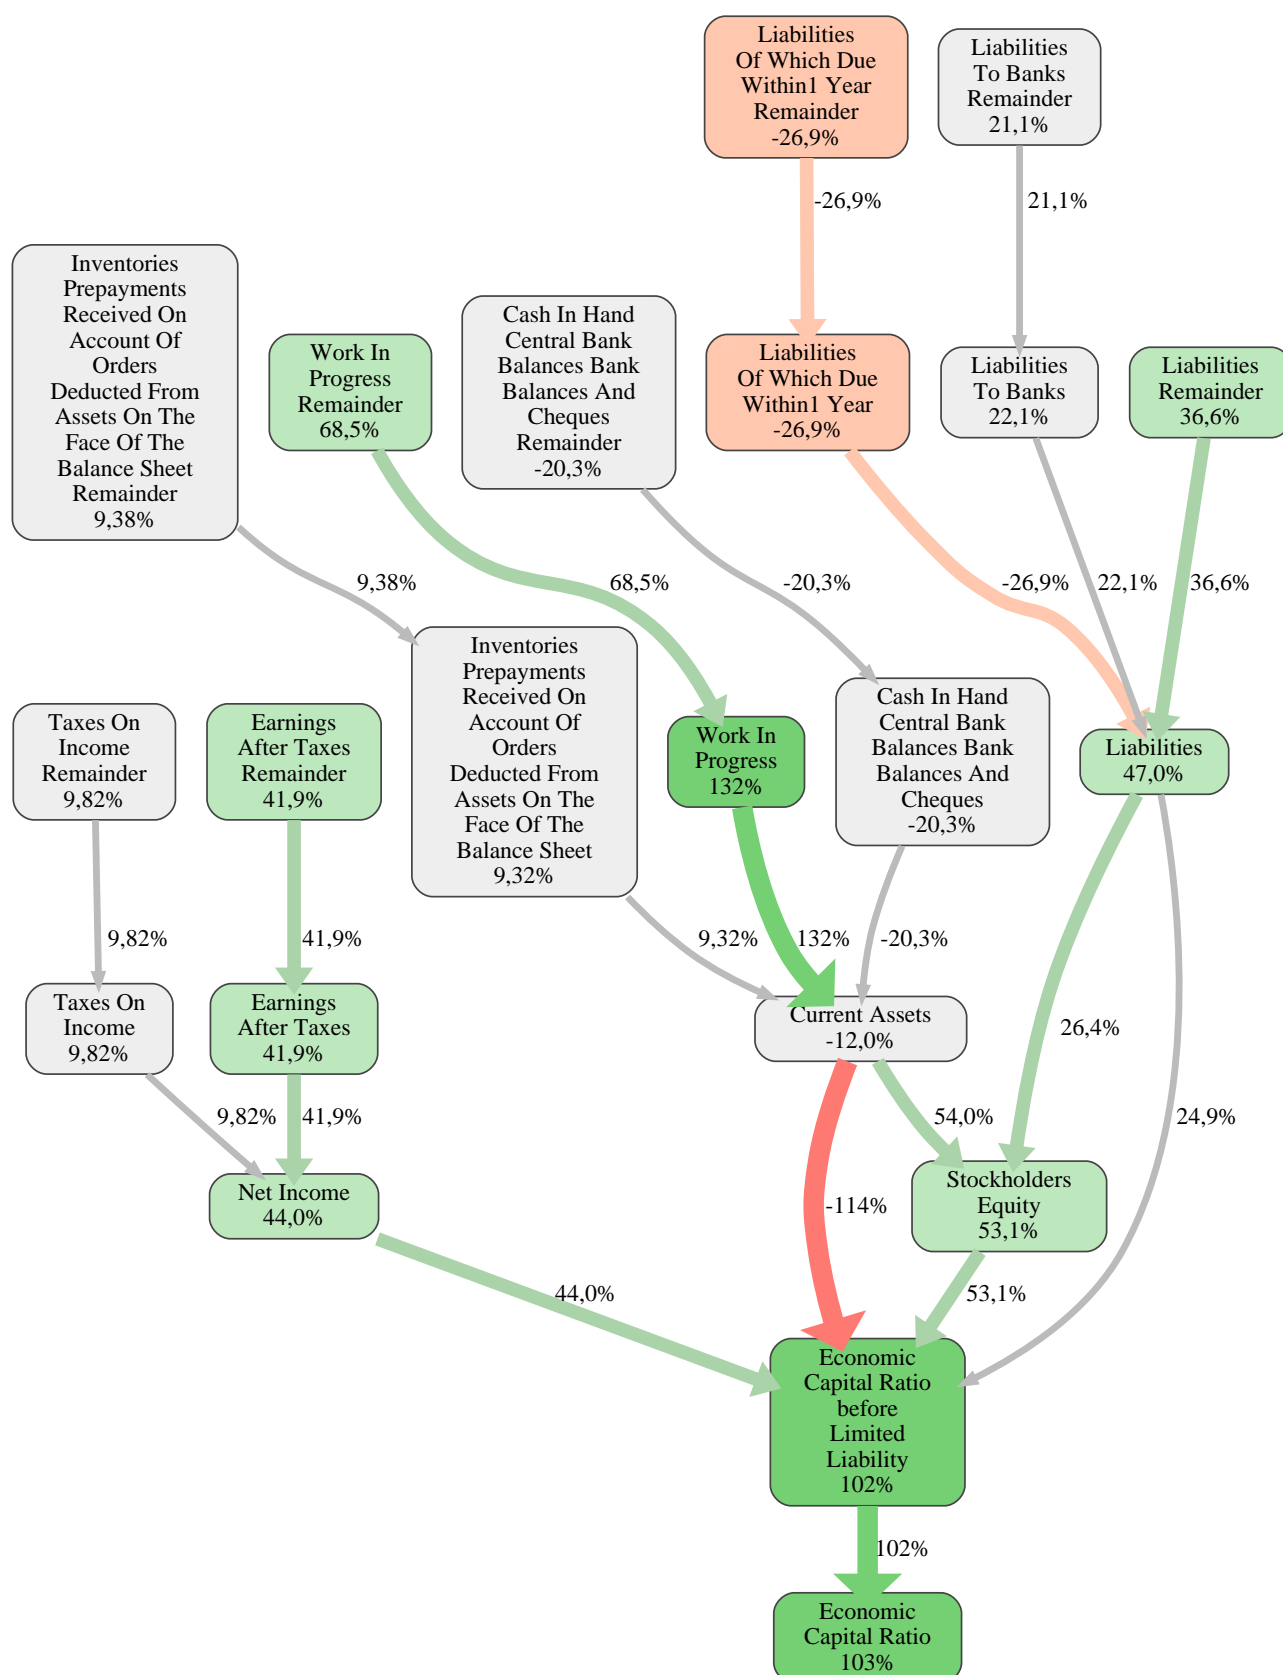 Liabilities
Of Which Due
Within1 Year
Remainder
-26,9%
Liabilities
To Banks
Remainder
21,1%
-26,9%
21,1%
Inventories
Prepayments
Received On
Account Of
Orders
Deducted From
Assets On The
Face Of The
Balance Sheet
Remainder
9,38%
Work In
Progress
Remainder
68,5%
Cash In Hand
Central Bank
Balances Bank
Balances And
Cheques
Remainder
-20,3%
Liabilities
Of Which Due
Within1 Year
-26,9%
Liabilities
To Banks
22,1%
Liabilities
Remainder
36,6%
9,38%
68,5%
-20,3%
-26,9%
22,1%
36,6%
Taxes On
Income
Remainder
9,82%
Earnings
After Taxes
Remainder
41,9%
Inventories
Prepayments
Received On
Account Of
Orders
Deducted From
Assets On The
Face Of The
Balance Sheet
9,32%
Work In
Progress
132%
Cash In Hand
Central Bank
Balances Bank
Balances And
Cheques
-20,3%
Liabilities
47,0%
9,82%
41,9%
9,32%
132%
-20,3%
Taxes On
Income
9,82%
Earnings
After Taxes
41,9%
Current Assets
-12,0%
26,4%
9,82%
41,9%
54,0%
24,9%
Net Income
44,0%
-114%
Stockholders
Equity
53,1%
44,0%
53,1%
Economic
Capital Ratio
before
Limited
Liability
102%
102%
Economic
Capital Ratio
103%